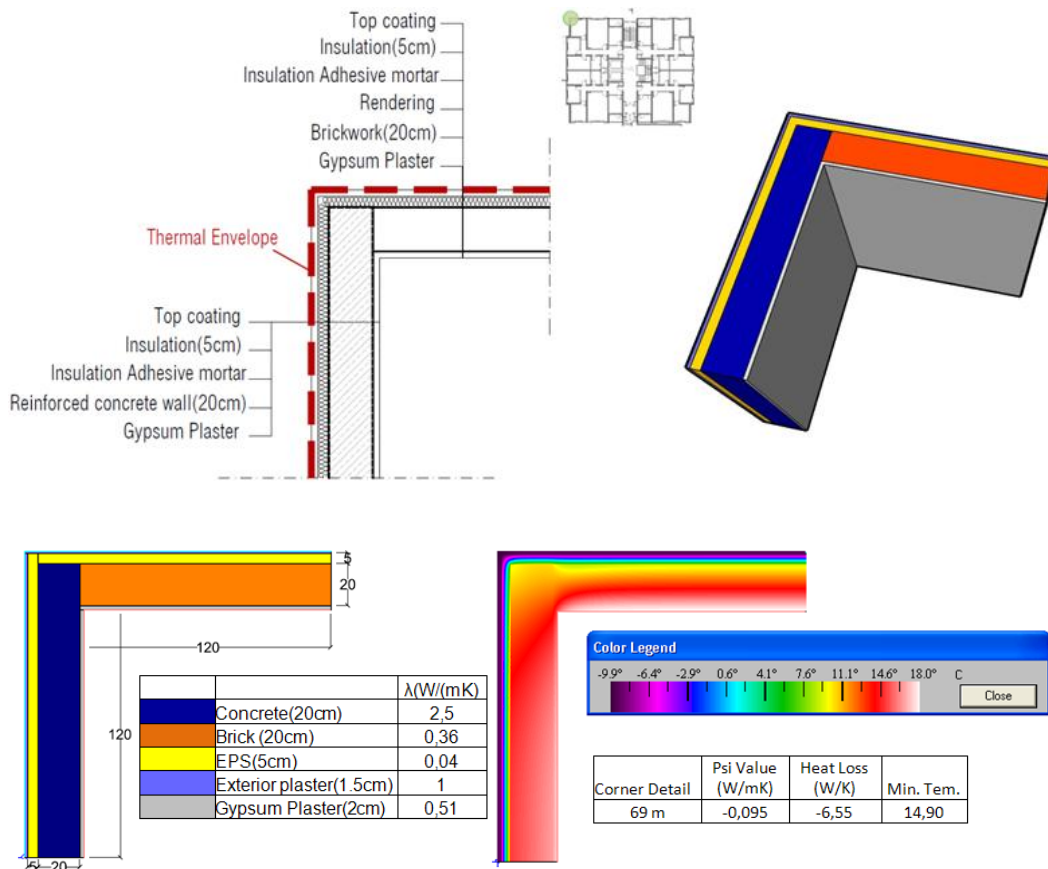 Top coating
Insulation(5cm)
Insulation Adhesive mortar
Rendering
Brickwork(20cm)
Gypsum Plaster
Thermal Envelope
Top coating
Insulation(5cm)
Insulation Adhesive mortar
Reinforced concrete wall(20cm)
Gypsum Plaster
5
20
120
120
5 20
λ(W/(mK)
Concrete(20cm) 2,5
Brick (20cm) 0,36
EPS(5cm) 0,04
Exterior plaster(1.5cm) 1
Gypsum Plaster(2cm) 0,51
Color Legend
-9.9° -6.4° -2.9° 0.6° 4.1° 7.6° 11.1° 14.6° 18.0° C
Close
Corner Detail Psi Value (W/mK) Heat Loss (W/K) Min. Tem.
69 m -0,095 -6,55 14,90